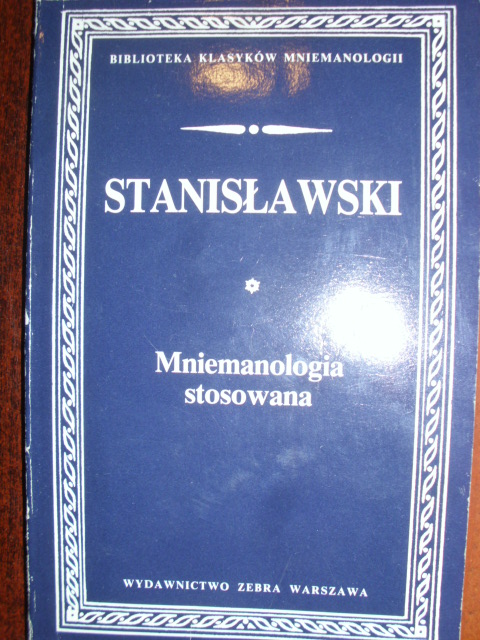 BIBLIOTEKA KLASYKÓW MNIEMANOLOGII
STANISŁAWSKI
Mniemanologia
stosowana
WYDAWNICTWO ZEBRA WARSZAWA